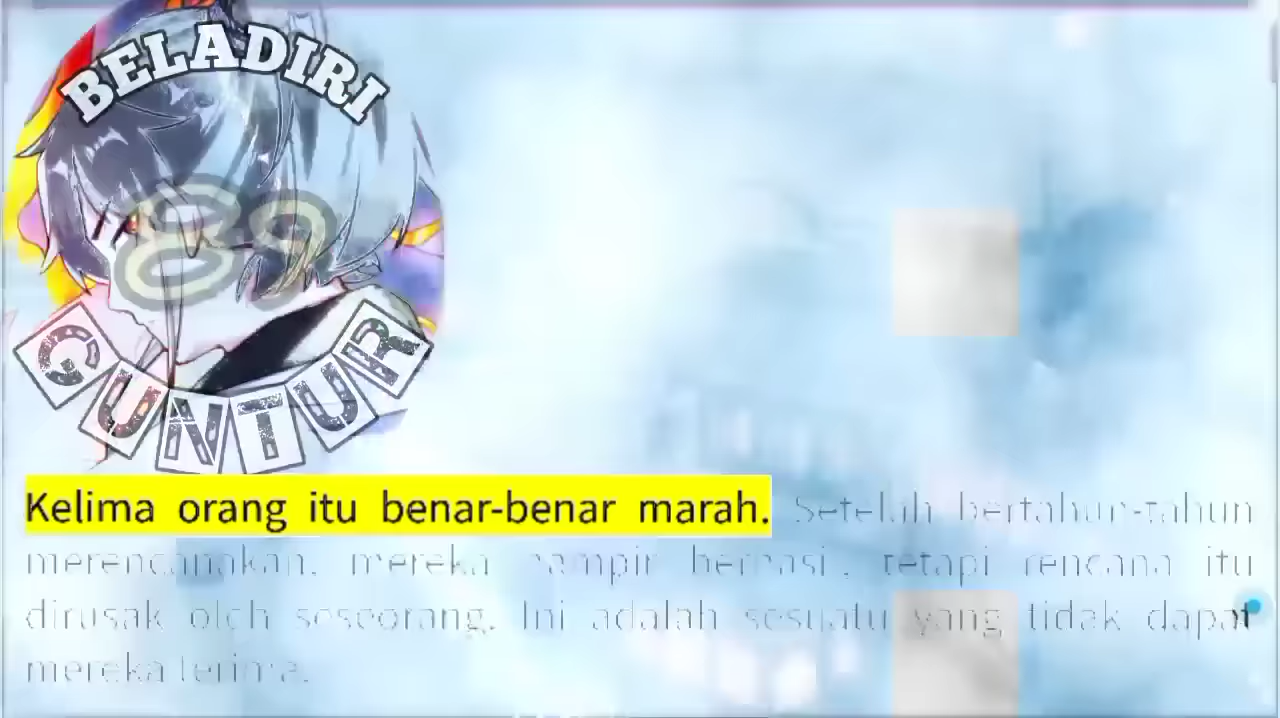 BELADIRI
89
GUNTUR
Kelima orang itu benar-benar marah. Setelah bertahun-tahun
merencanakan, mereka hampir berhasil, tetapi rencana itu
dirusak oleh seseorang. Ini adalah sesuatu yang tidak dapat
mereka terima.